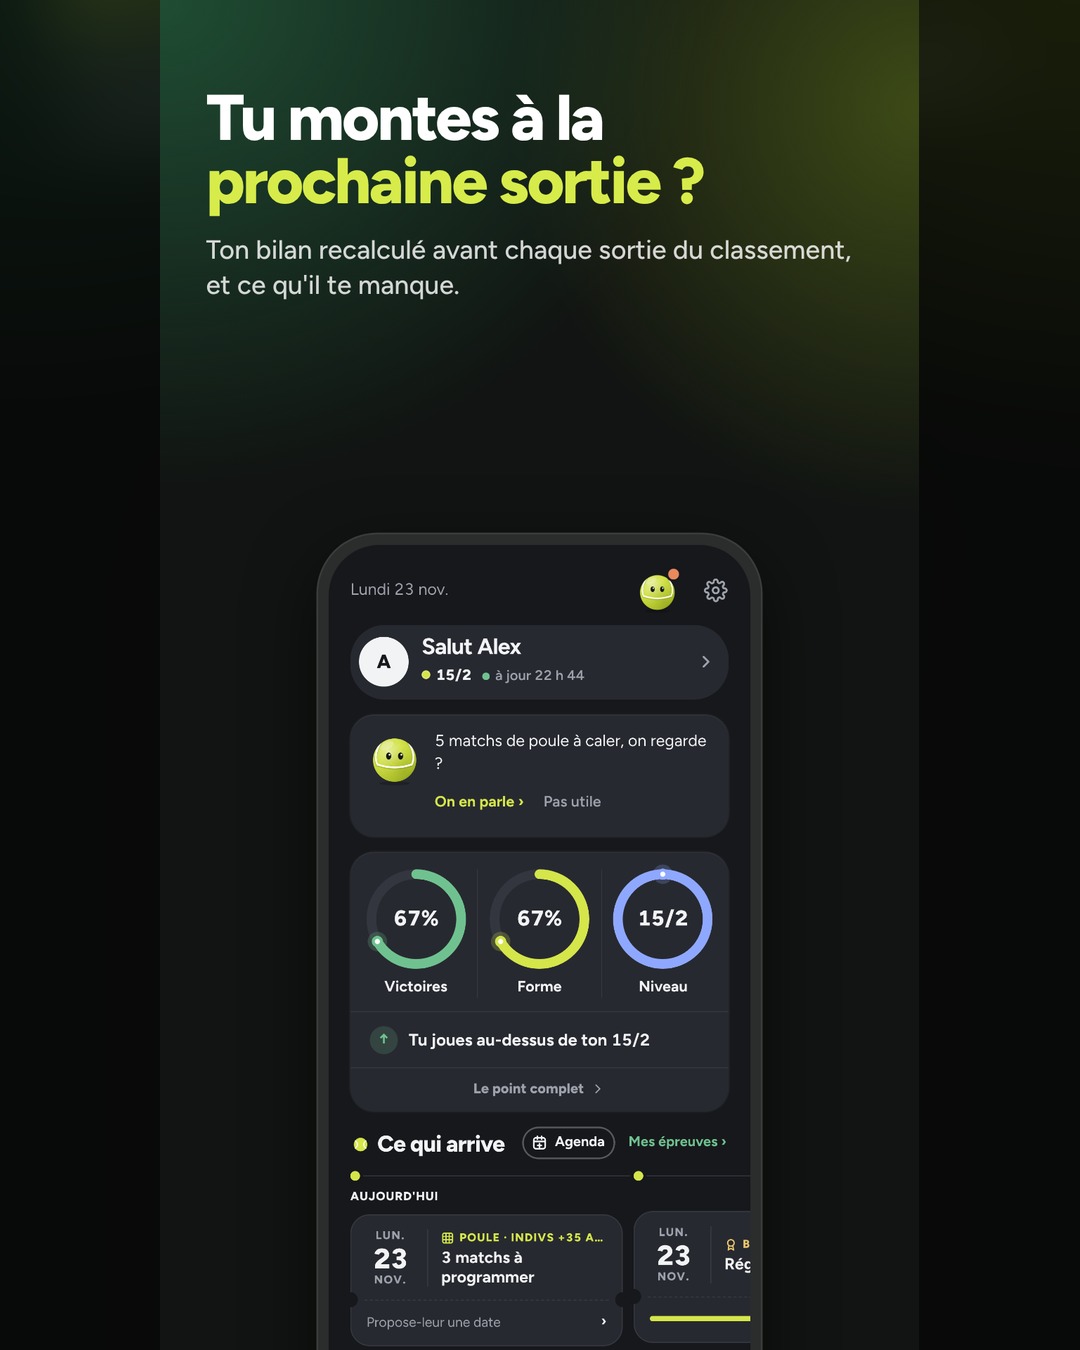 Tu montes à la
prochaine sortie ?
Ton bilan recalculé avant chaque sortie du classement,
et ce qu'il te manque.
Lundi 23 nov.
A
Salut Alex
15/2 à jour 22 h 44
5 matchs de poule à caler, on regarde
?
On en parle › Pas utile
67% 67% 15/2
Victoires Forme Niveau
Tu joues au-dessus de ton 15/2
Le point complet
Ce qui arrive Agenda Mes épreuves ›
AUJOURD'HUI
LUN.
23
NOV.
POULE · INDIVS +35 A...
3 matchs à
programmer
Propose-leur une date ›
LUN.
23
NOV.
B
Rég